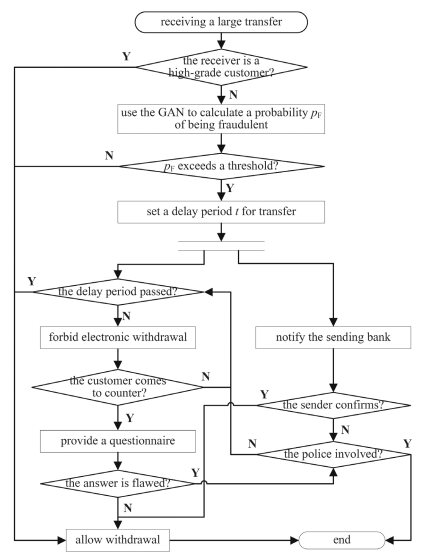 receiving a large transfer
Y
the receiver is a
high-grade customer?
N
use the GAN to calculate a probability pF
of being fraudulent
N
pF exceeds a threshold?
Y
set a delay period t for transfer
Y
the delay period passed?
N
forbid electronic withdrawal
notify the sending bank
the customer comes
to counter?
N
Y
the sender confirms?
Y
N
provide a questionnaire
N
the police involved?
Y
the answer is flawed?
Y
N
allow withdrawal
end